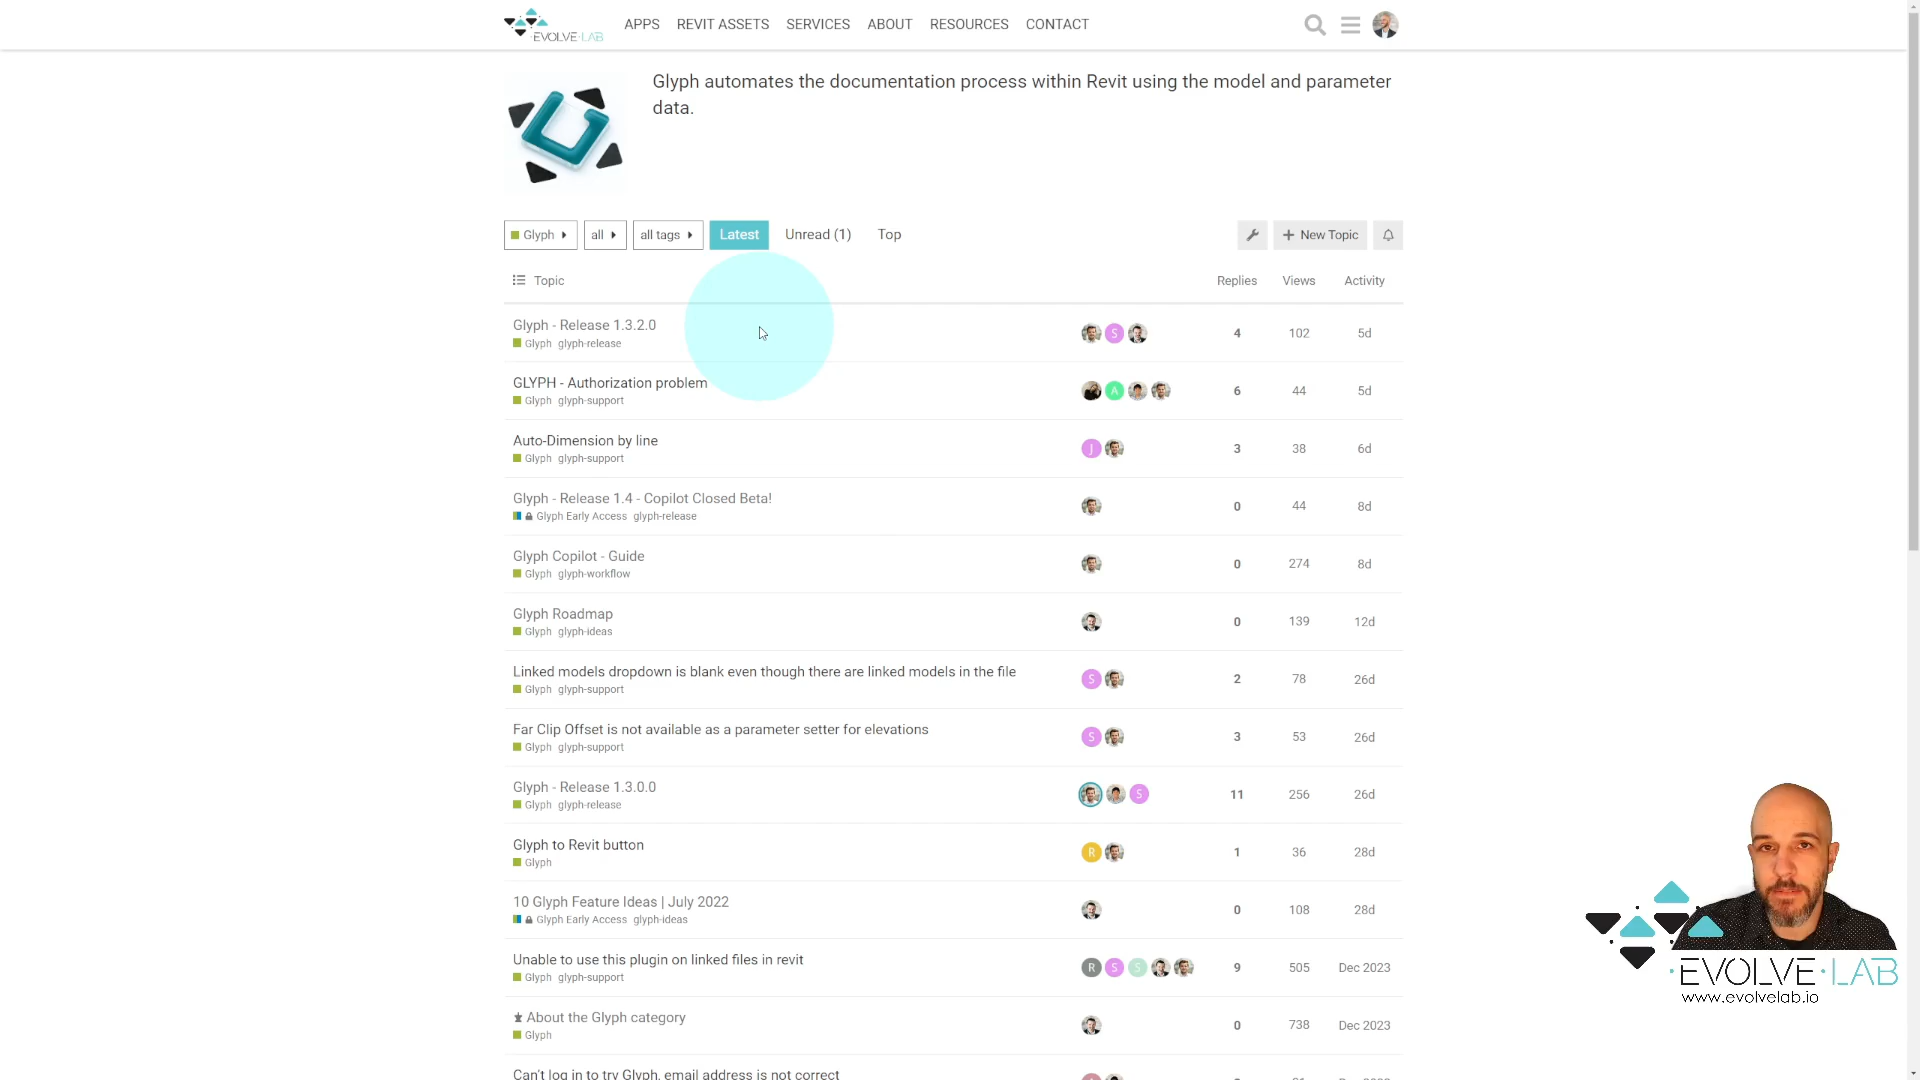 EVOLVE·LAB
APPS REVIT ASSETS SERVICES ABOUT RESOURCES CONTACT
Glyph automates the documentation process within Revit using the model and parameter
data.
Glyph all all tags Latest Unread (1) Top New Topic
Topic Replies Views Activity
Glyph - Release 1.3.2.0
Glyph glyph-release
S
4 102 5d
GLYPH - Authorization problem
Glyph glyph-support
A
6 44 5d
Auto-Dimension by line
Glyph glyph-support
J
3 38 6d
Glyph - Release 1.4 - Copilot Closed Beta!
Glyph Early Access glyph-release
0 44 8d
Glyph Copilot - Guide
Glyph glyph-workflow
0 274 8d
Glyph Roadmap
Glyph glyph-ideas
0 139 12d
Linked models dropdown is blank even though there are linked models in the file
Glyph glyph-support
S
2 78 26d
Far Clip Offset is not available as a parameter setter for elevations
Glyph glyph-support
S
3 53 26d
Glyph - Release 1.3.0.0
Glyph glyph-release
S
11 256 26d
Glyph to Revit button
Glyph
R
1 36 28d
10 Glyph Feature Ideas | July 2022
Glyph Early Access glyph-ideas
0 108 28d
Unable to use this plugin on linked files in revit
Glyph glyph-support
R S S
9 505 Dec 2023
About the Glyph category
Glyph
0 738 Dec 2023
Can't log in to try Glyph, email address is not correct
EVOLVE·LAB
www.evolvelab.io